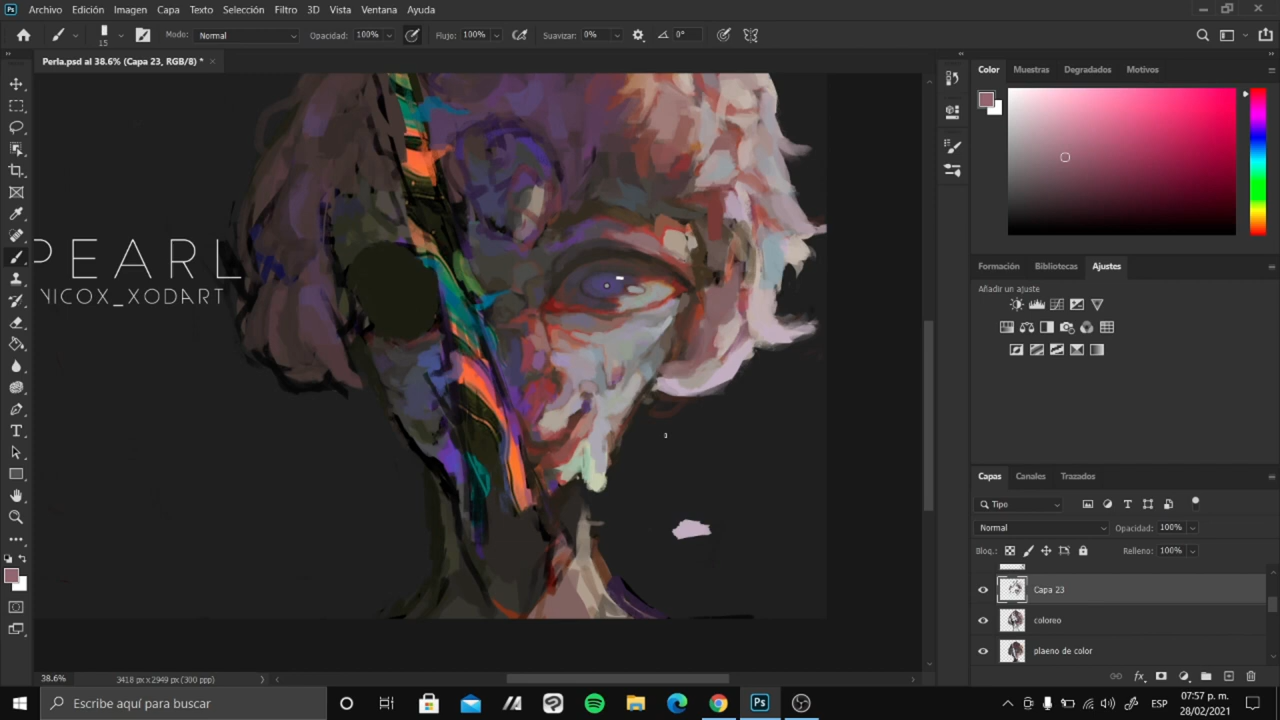 Ps Archivo Edición Imagen Capa Texto Selección Filtro 3D Vista Ventana Ayuda
15 Modo: Normal Opacidad: 100% Flujo: 100% Suavizar: 0% 0°
Perla.psd al 38.6% (Capa 23, RGB/8) *
Color Muestras Degradados Motivos
PEARL
NICOX_XODART
Formación Bibliotecas Ajustes
Añadir un ajuste
Capas Canales Trazados
Tipo
Normal Opacidad: 100%
Bloq.: Relleno: 100%
Capa 23
coloreo
plaeno de color
38.6% 3418 px x 2949 px (300 ppp)
Escribe aquí para buscar
Ps
ESP
07:57 p. m.
28/02/2021